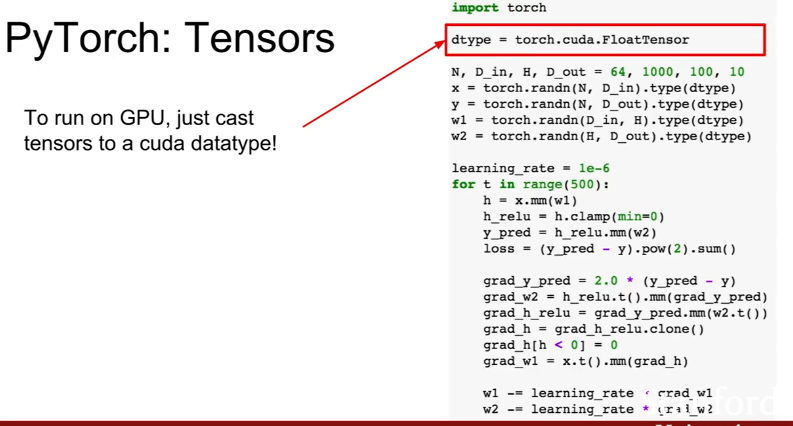 PyTorch: Tensors
To run on GPU, just cast
tensors to a cuda datatype!
import torch
dtype = torch.cuda.FloatTensor
N, D_in, H, D_out = 64, 1000, 100, 10
x = torch.randn(N, D_in).type(dtype)
y = torch.randn(N, D_out).type(dtype)
w1 = torch.randn(D_in, H).type(dtype)
w2 = torch.randn(H, D_out).type(dtype)
learning_rate = 1e-6
for t in range(500):
    h = x.mm(w1)
    h_relu = h.clamp(min=0)
    y_pred = h_relu.mm(w2)
    loss = (y_pred - y).pow(2).sum()
    grad_y_pred = 2.0 * (y_pred - y)
    grad_w2 = h_relu.t().mm(grad_y_pred)
    grad_h_relu = grad_y_pred.mm(w2.t())
    grad_h = grad_h_relu.clone()
    grad_h[h < 0] = 0
    grad_w1 = x.t().mm(grad_h)
    w1 -= learning_rate * grad_w1
    w2 -= learning_rate * grad_w2